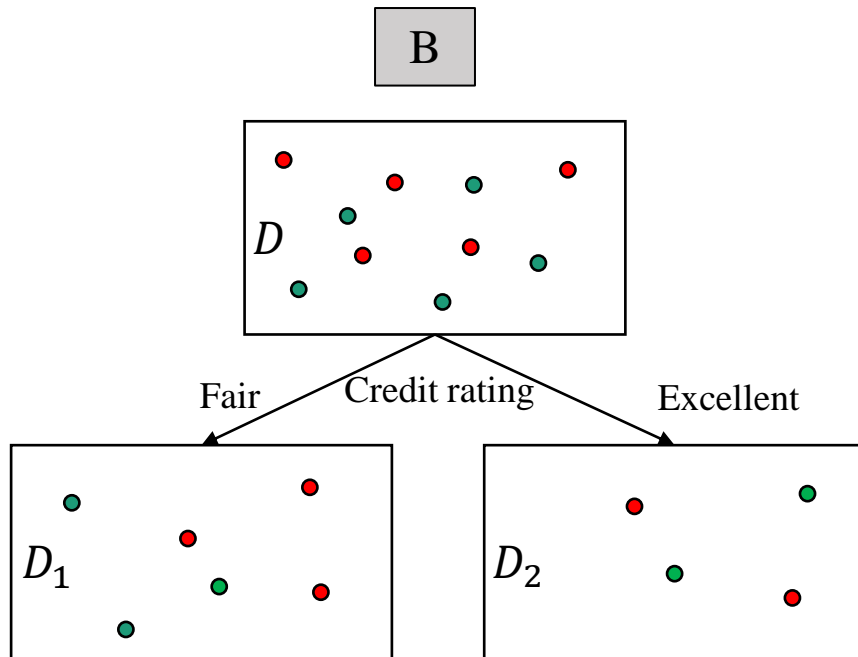 B
D
Fair
Credit rating
Excellent
D₁
D₂